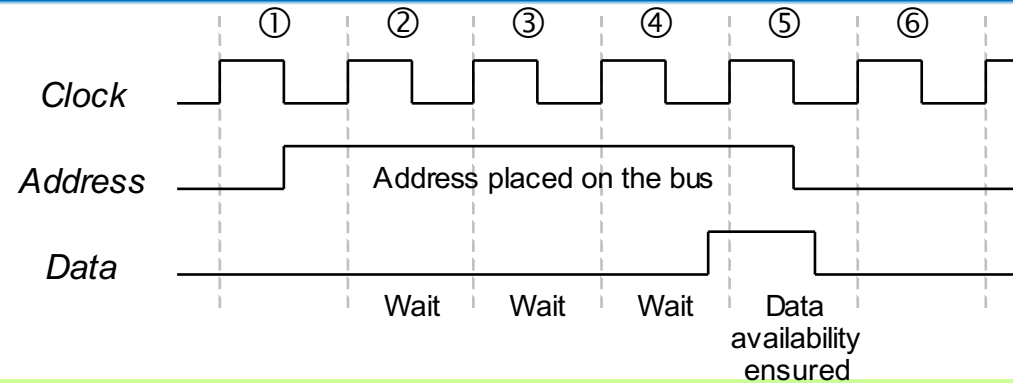 ① ② ③ ④ ⑤ ⑥
Clock
Address
Address placed on the bus
Data
Wait Wait Wait Data
availability
ensured